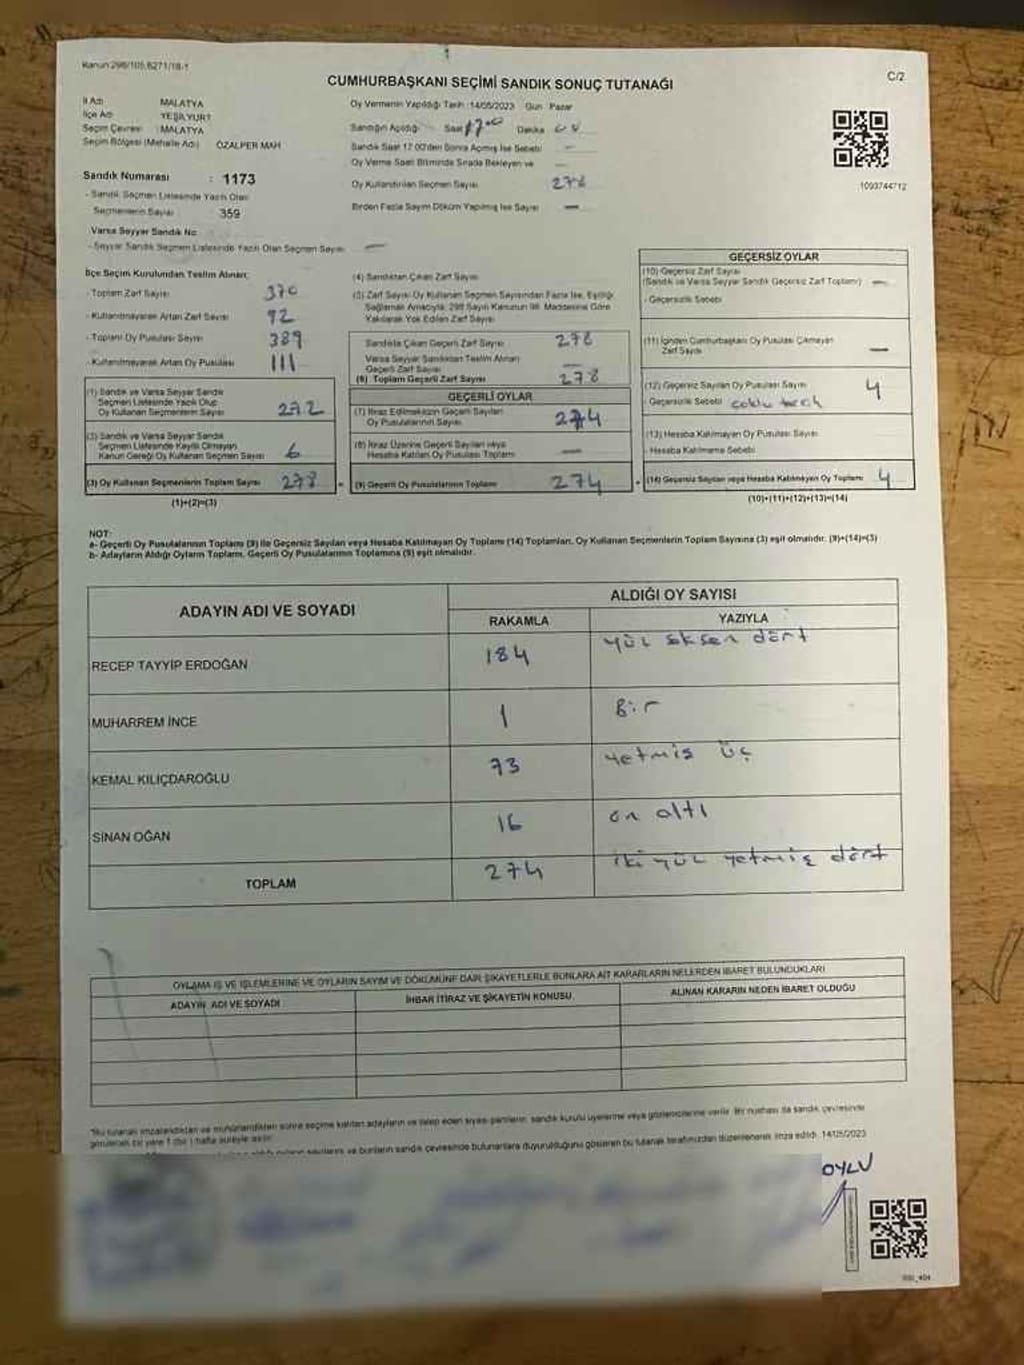 Kanun 298/105,6271/18-1
C/2
CUMHURBAŞKANI SEÇİMİ SANDIK SONUÇ TUTANAĞI
İl Adı MALATYA
İlçe Adı YEŞİLYURT
Seçim Çevresi : MALATYA
Seçim Bölgesi (Mahalle Adı) ÖZALPER MAH
Sandık Numarası : 1173
- Sandık Seçmen Listesinde Yazılı Olan
Seçmenlerin Sayısı : 359
Varsa Seyyar Sandık No:
- Seyyar Sandık Seçmen Listesinde Yazılı Olan Seçmen Sayısı —
Oy Vermenin Yapıldığı Tarih :14/05/2023 Gün Pazar
Sandığın Açıldığı Saat 17:00 Dakika
Sandık Saat 17:00'den Sonra Açılmış İse Sebebi —
Oy Verme Saati Bitiminde Sırada Bekleyen ve —
Oy Kullandırılan Seçmen Sayısı 278
Birden Fazla Sayım Döküm Yapılmış İse Sayısı —
1093744712
İlçe Seçim Kurulundan Teslim Alınan;
- Toplam Zarf Sayısı 370
- Kullanılmayarak Artan Zarf Sayısı 92
- Toplam Oy Pusulası Sayısı 389
- Kullanılmayarak Artan Oy Pusulası 111
(1) Sandık ve Varsa Seyyar Sandık
Seçmen Listesinde Yazılı Olup
Oy Kullanan Seçmenlerin Sayısı 272
(2) Sandık ve Varsa Seyyar Sandık
Seçmen Listesinde Kayıtlı Olmayan
Kanun Gereği Oy Kullanan Seçmen Sayısı 6
(3) Oy Kullanan Seçmenlerin Toplam Sayısı 278
(1)+(2)=(3)
(4) Sandıktan Çıkan Zarf Sayısı
(5) Zarf Sayısı Oy Kullanan Seçmen Sayısından Fazla İse, Eşitliği
Sağlamak Amacıyla, 298 Sayılı Kanunun 98. Maddesine Göre
Yakılarak Yok Edilen Zarf Sayısı
Sandıkta Çıkan Geçerli Zarf Sayısı 278
Varsa Seyyar Sandıktan Teslim Alınan
Geçerli Zarf Sayısı —
(6) Toplam Geçerli Zarf Sayısı 278
GEÇERLİ OYLAR
(7) İtiraz Edilmeksizin Geçerli Sayılan
Oy Pusulalarının Sayısı 274
(8) İtiraz Üzerine Geçerli Sayılan veya
Hesaba Katılan Oy Pusulası Toplamı —
(9) Geçerli Oy Pusulalarının Toplamı 274
GEÇERSİZ OYLAR
(10) Geçersiz Zarf Sayısı
(Sandık ve Varsa Seyyar Sandık Geçersiz Zarf Toplamı) —
- Geçersizlik Sebebi
(11) İçinden Cumhurbaşkanı Oy Pusulası Çıkmayan
Zarf Sayısı —
(12) Geçersiz Sayılan Oy Pusulası Sayısı 4
- Geçersizlik Sebebi
(13) Hesaba Katılmayan Oy Pusulası Sayısı
- Hesaba Katılmama Sebebi
(14) Geçersiz Sayılan veya Hesaba Katılmayan Oy Toplamı 4
(10)+(11)+(12)+(13)=(14)
NOT:
a- Geçerli Oy Pusulalarının Toplamı (9) ile Geçersiz Sayılan veya Hesaba Katılmayan Oy Toplamı (14) Toplamları, Oy Kullanan Seçmenlerin Toplam Sayısına (3) eşit olmalıdır. (9)+(14)=(3)
b- Adayların Aldığı Oyların Toplamı, Geçerli Oy Pusulalarının Toplamına (9) eşit olmalıdır.
ADAYIN ADI VE SOYADI ALDIĞI OY SAYISI
RAKAMLA YAZIYLA
RECEP TAYYİP ERDOĞAN 184 yüz seksen dört
MUHARREM İNCE 1 Bir
KEMAL KILIÇDAROĞLU 73 yetmiş üç
SİNAN OĞAN 16 on altı
TOPLAM 274 iki yüz yetmiş dört
OYLAMA İŞ VE İŞLEMLERİNE VE OYLARIN SAYIM VE DÖKÜMÜNE DAİR ŞİKAYETLERLE BUNLARA AİT KARARLARIN NELERDEN İBARET BULUNDUKLARI
ADAYIN ADI VE SOYADI İHBAR İTİRAZ VE ŞİKAYETİN KONUSU ALINAN KARARIN NEDEN İBARET OLDUĞU
*Bu tutanak imzalandıktan ve mühürlendikten sonra seçime katılan adayların ve talep eden siyasi partilerin, sandık kurulu üyelerine veya gözlemcilerine verilir. Bir nüshası da sandık çevresinde
görülecek bir yere 1 (bir ) hafta süreyle asılır.
ve bunların sandık çevresinde bulunanlara duyurulduğunu gösteren bu tutanak tarafımızdan düzenlenerek imza edildi. 14/05/2023
OYLU